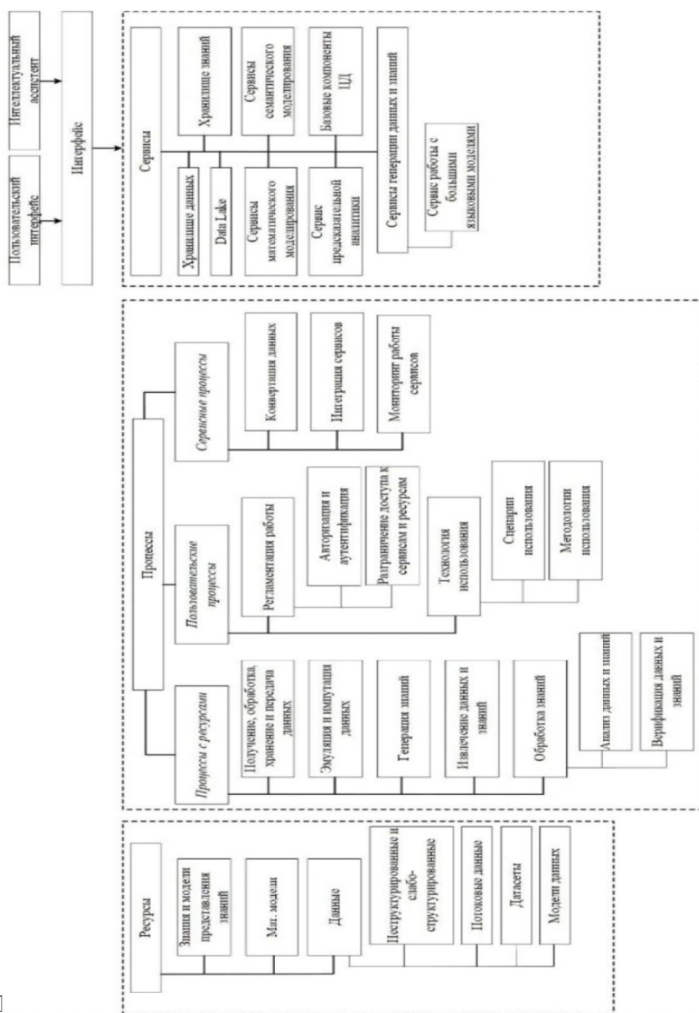 Ресурсы
Знания и модели
представления
знаний
Мат. модели
Данные
Неструктурированные и
слабо-
структурированные
Потоковые данные
Датасеты
Модели данных
Процессы
Процессы с ресурсами
Получение, обработка,
хранение и передача
данных
Эмуляция и импутация
данных
Генерация знаний
Извлечение данных и
знаний
Обработка знаний
Анализ данных и знаний
Верификация данных и
знаний
Пользовательские
процессы
Регламентация работы
Авторизация и
аутентификация
Разграничение доступа к
сервисам и ресурсам
Технология
использования
Сценарии
использования
Методологии
использования
Сервисные процессы
Конвертация данных
Интеграция сервисов
Мониторинг работы
сервисов
Пользовательский
интерфейс
Интеллектуальный
ассистент
Интерфейс
Сервисы
Хранилище данных
Data Lake
Хранилище знаний
Сервисы
математического
моделирования
Сервисы
семантического
моделирования
Сервис
предсказательной
аналитики
Базовые компоненты
ЦД
Сервисы генерации данных и знаний
Сервис работы с
большими
языковыми моделями